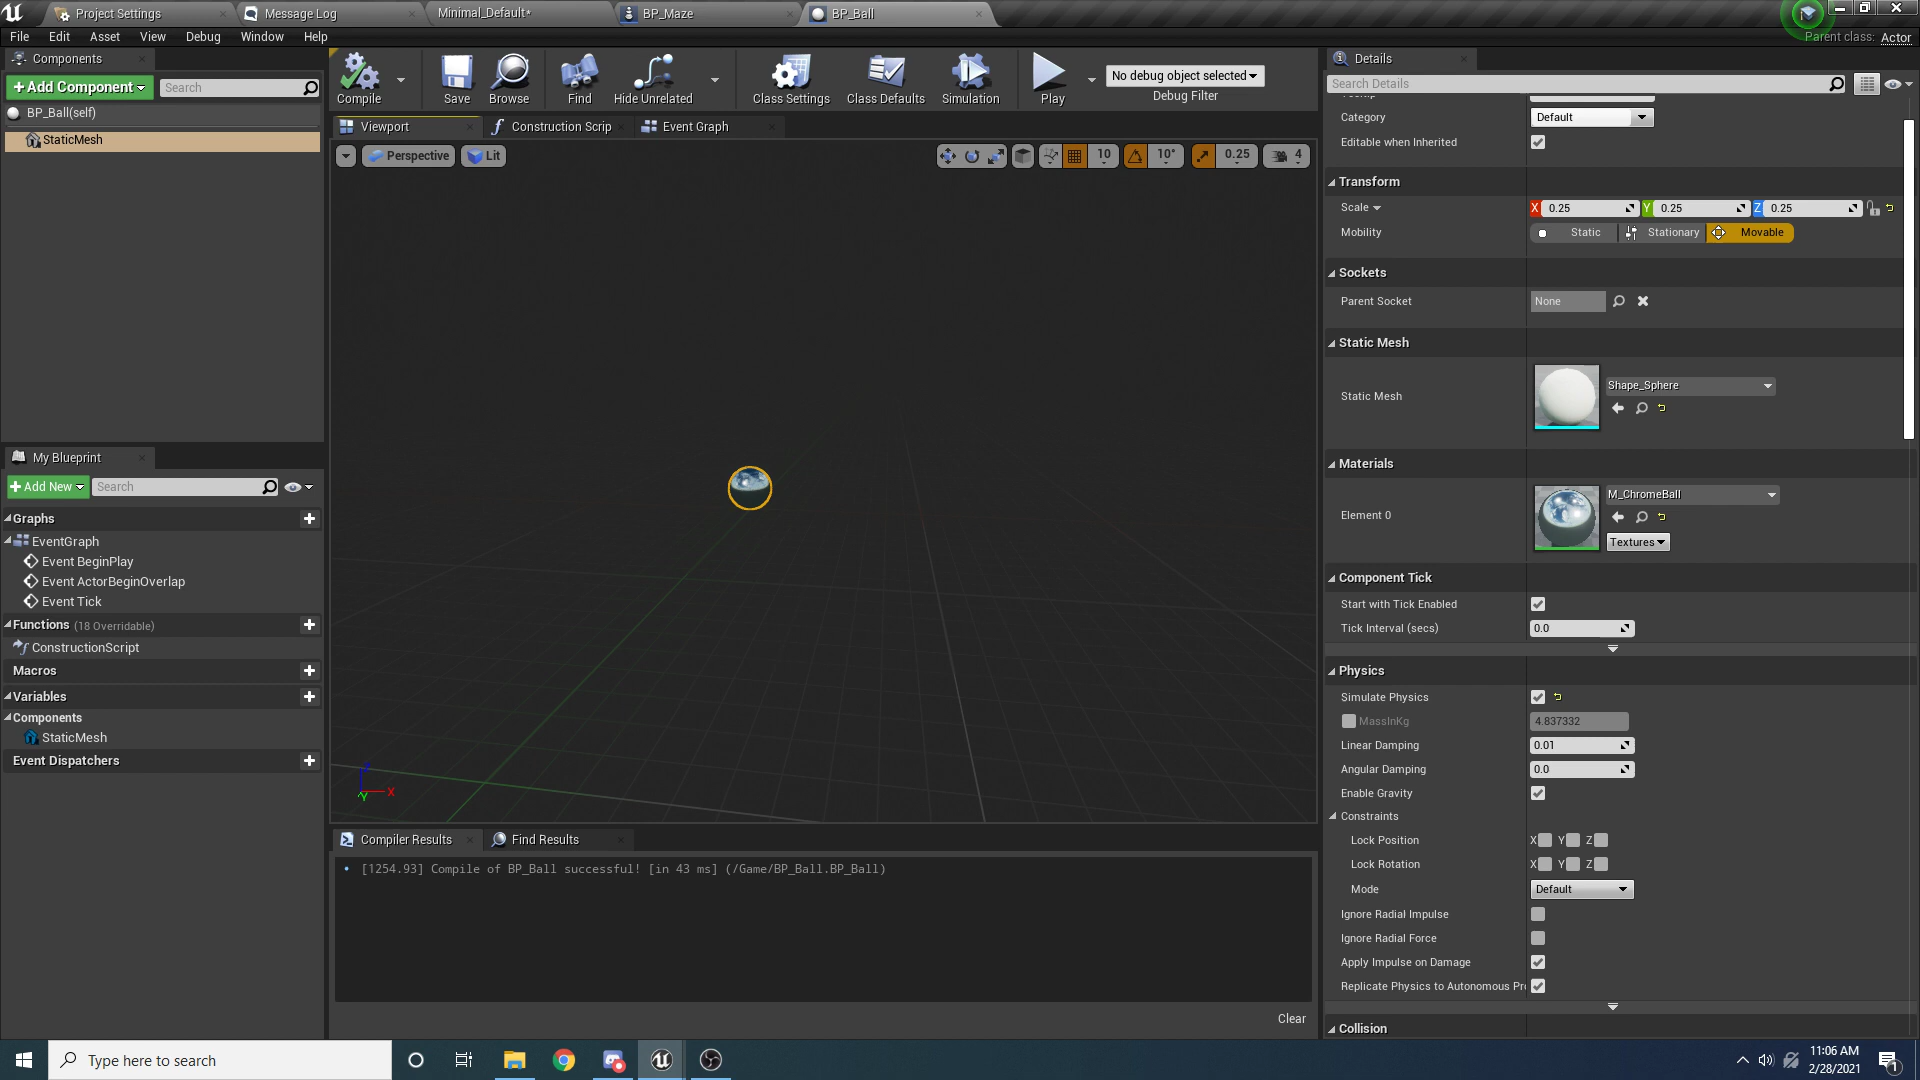 Project Settings
Message Log
Minimal_Default*
BP_Maze
BP_Ball
File Edit Asset View Debug Window Help
Parent class: Actor
Components
+Add Component
Search
BP_Ball(self)
StaticMesh
Compile
Save
Browse
Find
Hide Unrelated
Class Settings
Class Defaults
Simulation
Play
No debug object selected
Debug Filter
Viewport
Construction Scrip
Event Graph
Perspective
Lit
10
10°
0.25
4
X
Y
My Blueprint
+Add New
Search
Graphs
EventGraph
Event BeginPlay
Event ActorBeginOverlap
Event Tick
Functions (18 Overridable)
ConstructionScript
Macros
Variables
Components
StaticMesh
Event Dispatchers
Compiler Results
Find Results
• [1254.93] Compile of BP_Ball successful! [in 43 ms] (/Game/BP_Ball.BP_Ball)
Clear
Details
Search Details
Category Default
Editable when Inherited
Transform
Scale X 0.25 Y 0.25 Z 0.25
Mobility Static Stationary Movable
Sockets
Parent Socket None
Static Mesh
Static Mesh Shape_Sphere
Materials
Element 0 M_ChromeBall
Textures
Component Tick
Start with Tick Enabled
Tick Interval (secs) 0.0
Physics
Simulate Physics
MassInKg 4.837332
Linear Damping 0.01
Angular Damping 0.0
Enable Gravity
Constraints
Lock Position X Y Z
Lock Rotation X Y Z
Mode Default
Ignore Radial Impulse
Ignore Radial Force
Apply Impulse on Damage
Replicate Physics to Autonomous Pr
Collision
Type here to search
11:06 AM
2/28/2021
1